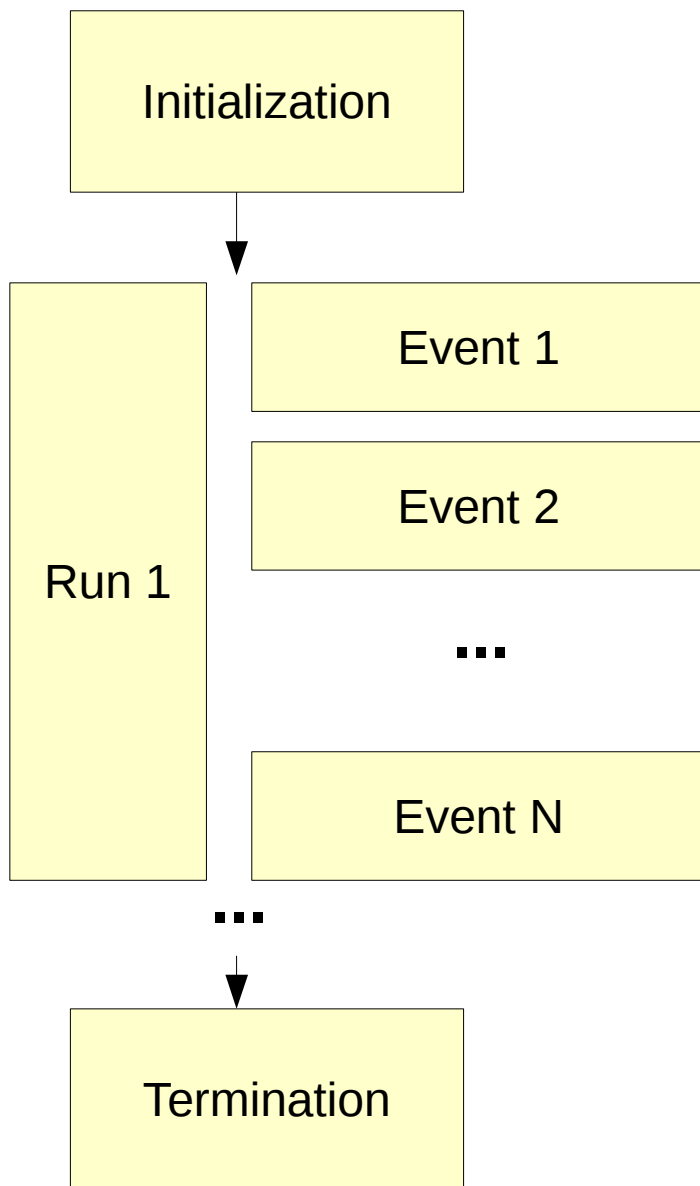 Initialization
Event 1
Event 2
Run 1
...
Event N
...
Termination